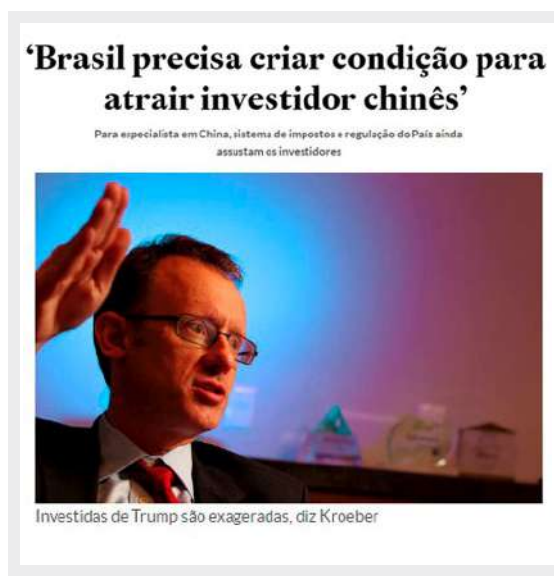 ‘Brasil precisa criar condição para
atrair investidor chinês’
Para especialista em China, sistema de impostos e regulação do País ainda
assustam os investidores
Investidas de Trump são exageradas, diz Kroeber